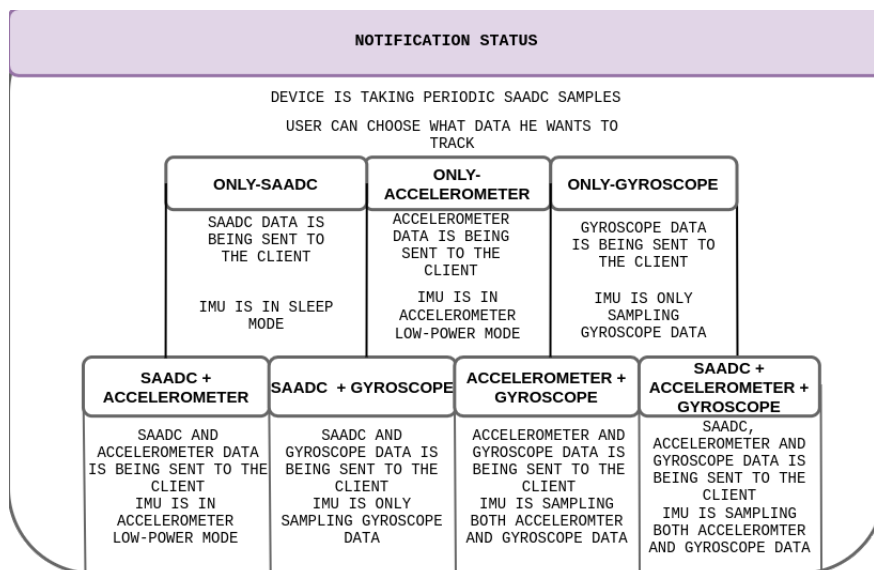 NOTIFICATION STATUS
DEVICE IS TAKING PERIODIC SAADC SAMPLES
USER CAN CHOOSE WHAT DATA HE WANTS TO
TRACK
ONLY-SAADC
SAADC DATA IS
BEING SENT TO
THE CLIENT
IMU IS IN SLEEP
MODE
ONLY-
ACCELEROMETER
ACCELEROMETER
DATA IS BEING
SENT TO THE
CLIENT
IMU IS IN
ACCELEROMETER
LOW-POWER MODE
ONLY-GYROSCOPE
GYROSCOPE DATA
IS BEING SENT TO
THE CLIENT
IMU IS ONLY
SAMPLING
GYROSCOPE DATA
SAADC +
ACCELEROMETER
SAADC AND
ACCELEROMETER DATA
IS BEING SENT TO THE
CLIENT
IMU IS IN
ACCELEROMETER
LOW-POWER MODE
SAADC + GYROSCOPE
SAADC AND
GYROSCOPE DATA IS
BEING SENT TO THE
CLIENT
IMU IS ONLY
SAMPLING GYROSCOPE
DATA
ACCELEROMETER +
GYROSCOPE
ACCELEROMETER AND
GYROSCOPE DATA IS
BEING SENT TO THE
CLIENT
IMU IS SAMPLING
BOTH ACCELEROMTER
AND GYROSCOPE DATA
SAADC +
ACCELEROMETER +
GYROSCOPE
SAADC,
ACCELEROMETER AND
GYROSCOPE DATA IS
BEING SENT TO THE
CLIENT
IMU IS SAMPLING
BOTH ACCELEROMTER
AND GYROSCOPE DATA